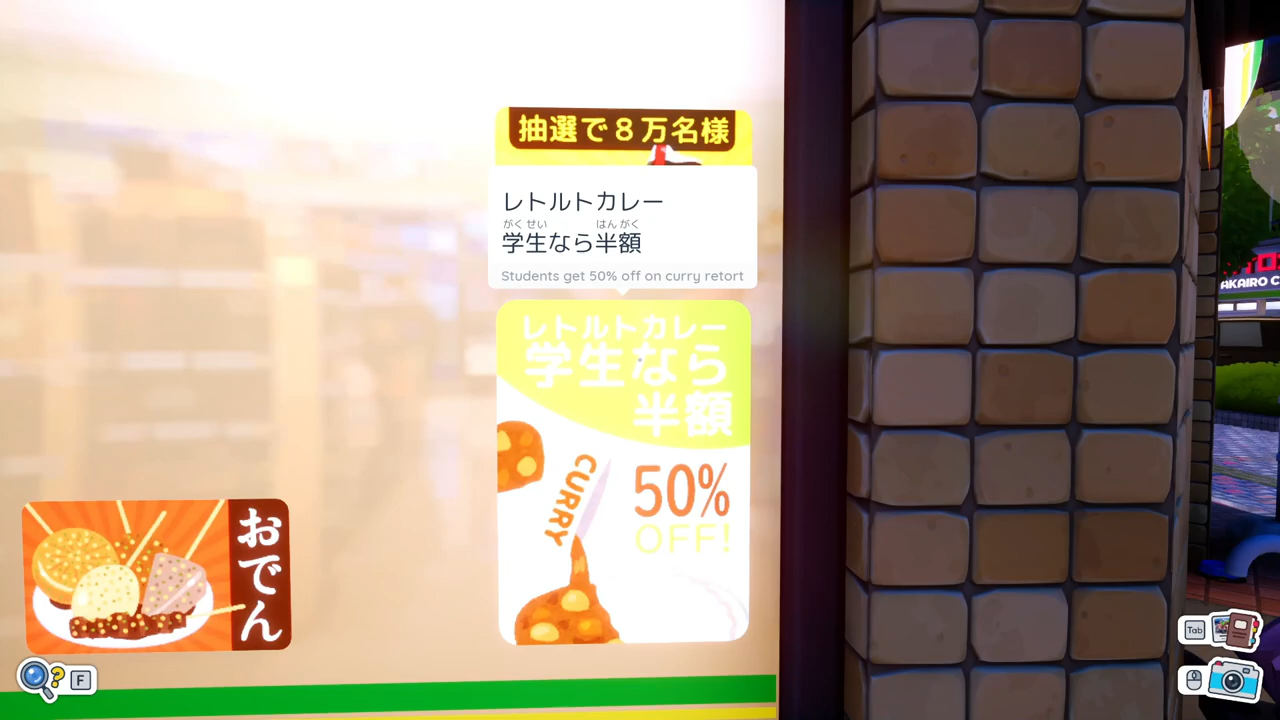 抽選で8万名様
レトルトカレー
がくせい はんがく
学生なら半額
Students get 50% off on curry retort
レトルトカレー
学生なら
半額
CURRY
50%
OFF!
おでん
F
Tab
AKAIRO C